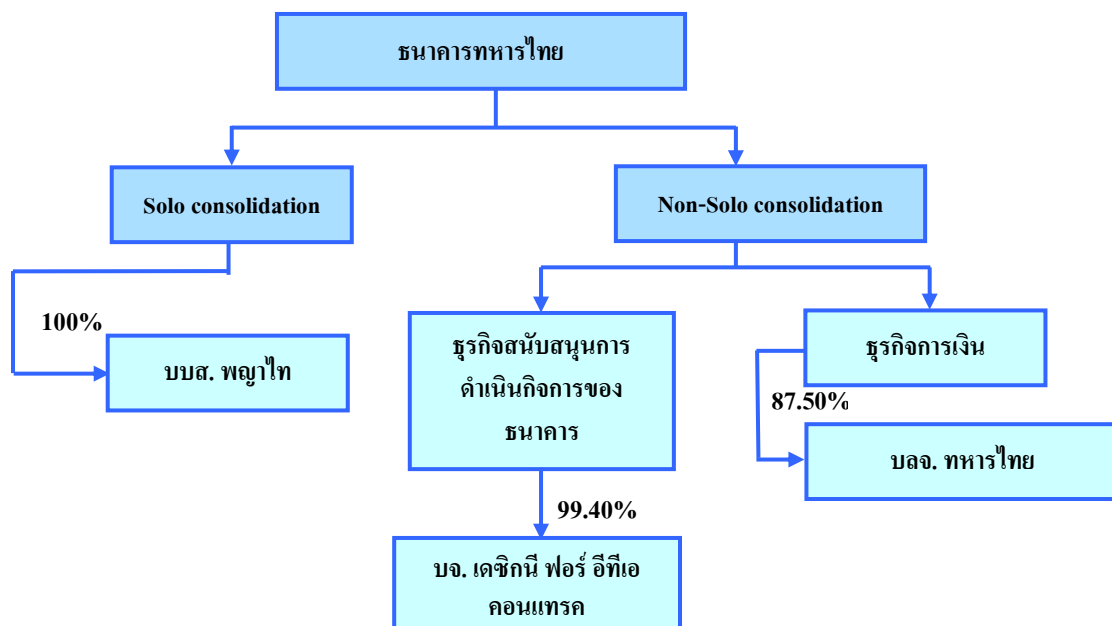 ธนาคารทหารไทย
Solo consolidation
Non-Solo consolidation
100%
บบส. พญาไท
ธุรกิจสนับสนุนการ
ดำเนินกิจการของ
ธนาคาร
ธุรกิจการเงิน
87.50%
บลจ. ทหารไทย
99.40%
บจ. เดซิกนี ฟอร์ อีทีเอ
คอนแทรค